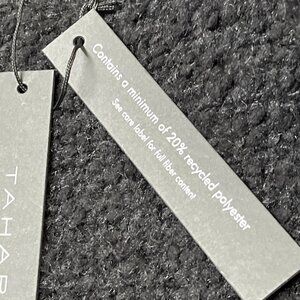 Contains a minimum of 20% recycled polyester
See care label for full fiber content
TAHAR